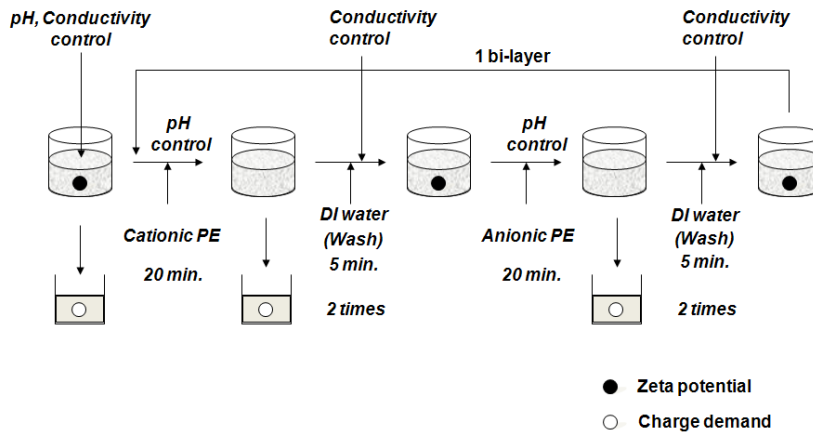 pH, Conductivity
control
Conductivity
control
Conductivity
control
1 bi-layer
pH
control
pH
control
Cationic PE
20 min.
DI water
(Wash)
5 min.
2 times
Anionic PE
20 min.
DI water
(Wash)
5 min.
2 times
Zeta potential
Charge demand